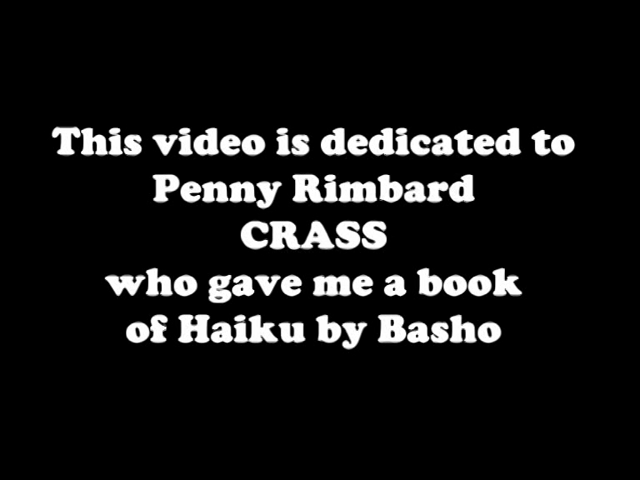 This video is dedicated to
Penny Rimbard
CRASS
who gave me a book
of Haiku by Basho